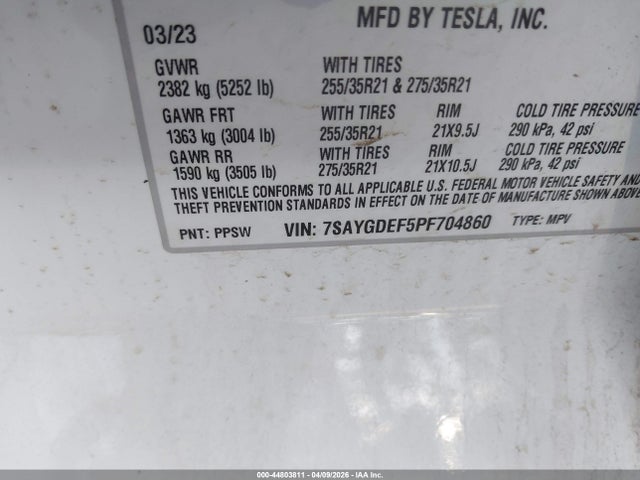 MFD BY TESLA, INC.
03/23
GVWR WITH TIRES
2382 kg (5252 lb) 255/35R21 & 275/35R21
GAWR FRT WITH TIRES RIM COLD TIRE PRESSURE
1363 kg (3004 lb) 255/35R21 21X9.5J 290 kPa, 42 psi
GAWR RR WITH TIRES RIM COLD TIRE PRESSURE
1590 kg (3505 lb) 275/35R21 21X10.5J 290 kPa, 42 psi
THIS VEHICLE CONFORMS TO ALL APPLICABLE U.S. FEDERAL MOTOR VEHICLE SAFETY AND
THEFT PREVENTION STANDARDS IN EFFECT ON THE DATE OF MANUFACTURE SHOWN ABOVE
PNT: PPSW VIN: 7SAYGDEF5PF704860 TYPE: MPV
000-44803811 - 04/09/2026 - IAA Inc.